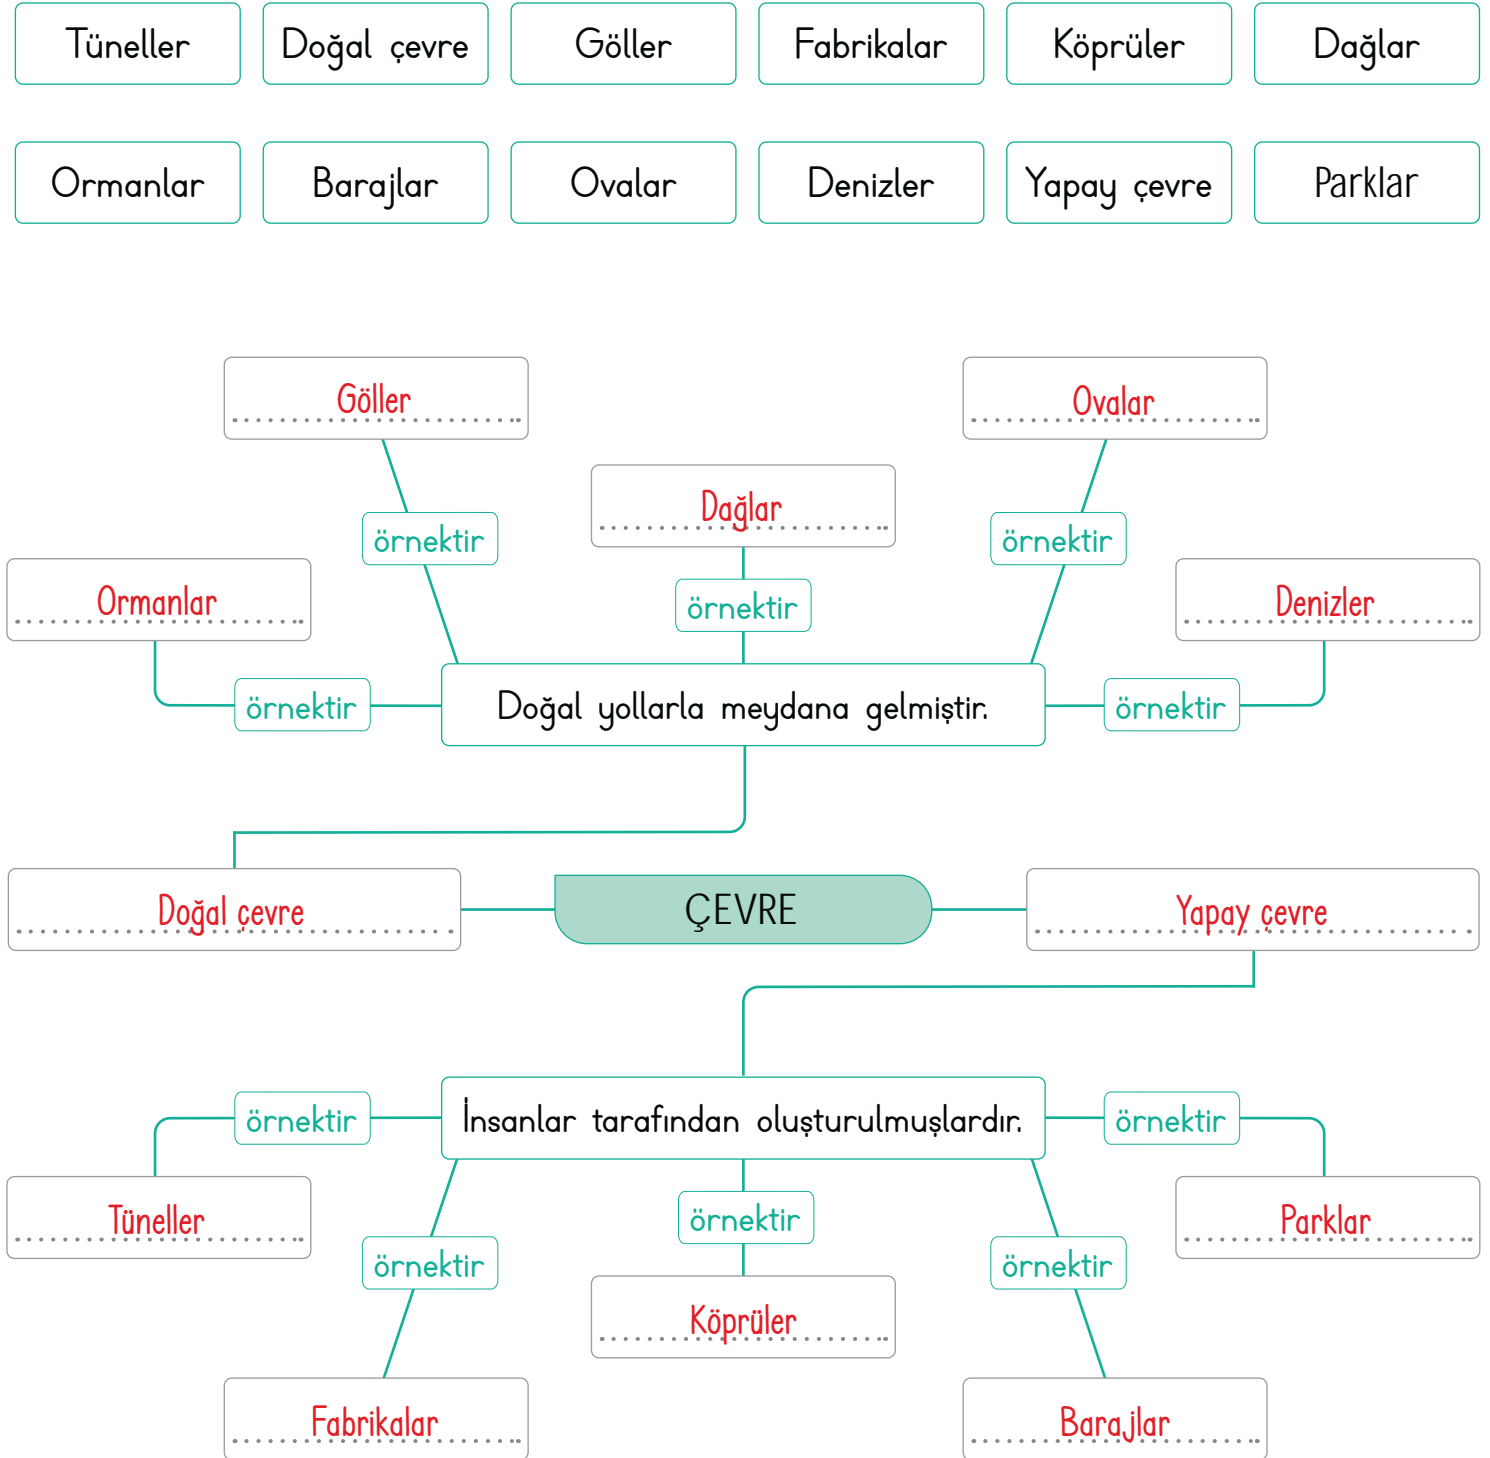 Tüneller
Doğal çevre
Göller
Fabrikalar
Köprüler
Dağlar
Ormanlar
Barajlar
Ovalar
Denizler
Yapay çevre
Parklar
Göller
Ovalar
Dağlar
örnektir
örnektir
Ormanlar
örnektir
Denizler
örnektir
Doğal yollarla meydana gelmiştir.
örnektir
Doğal çevre
ÇEVRE
Yapay çevre
örnektir
İnsanlar tarafından oluşturulmuşlardır.
örnektir
Tüneller
örnektir
Parklar
örnektir
örnektir
Köprüler
Fabrikalar
Barajlar